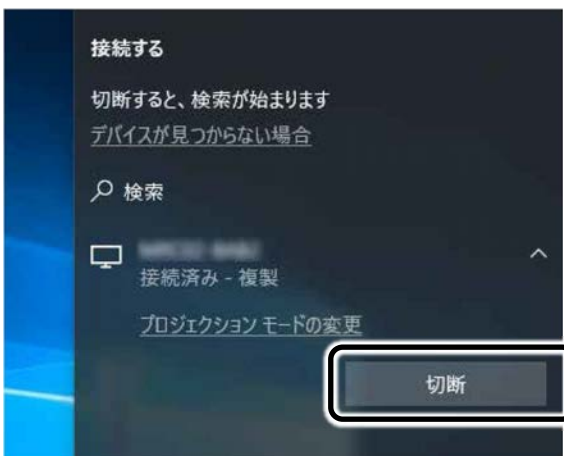 接続する
切断すると、検索が始まります
デバイスが見つからない場合
検索
接続済み - 複製
プロジェクション モードの変更
切断